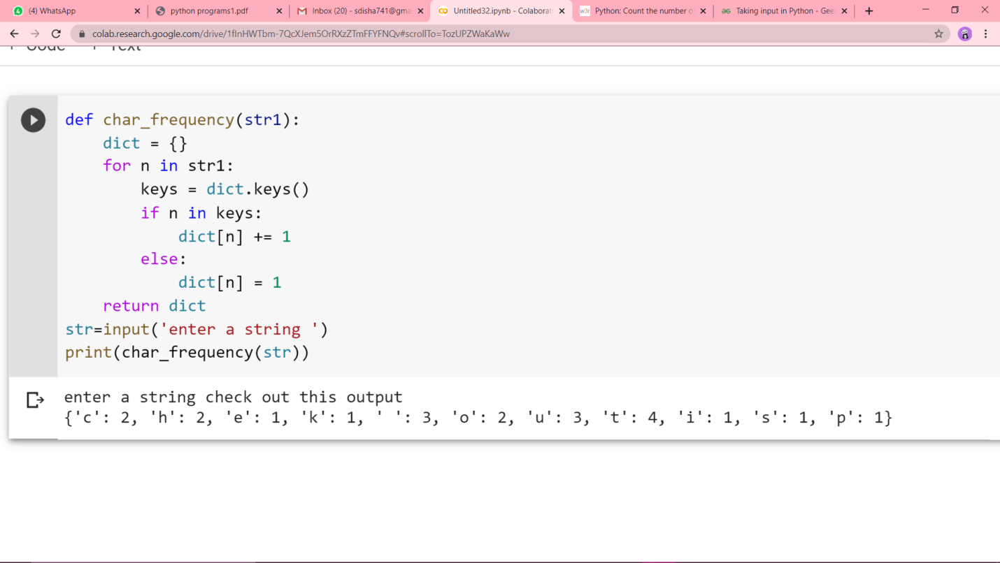 (4) WhatsApp
python programs1.pdf
Inbox (20) - sdisha741@gma
Untitled32.ipynb - Colaborat
w3r Python: Count the number o
Taking input in Python - Gee
colab.research.google.com/drive/1flnHWTbm-7QcXJem5OrRXzZTmFFYFNQv#scrollTo=TozUPZWaKaWw
+ Code + Text
def char_frequency(str1):
    dict = {}
    for n in str1:
        keys = dict.keys()
        if n in keys:
            dict[n] += 1
        else:
            dict[n] = 1
    return dict
str=input('enter a string ')
print(char_frequency(str))
enter a string check out this output
{'c': 2, 'h': 2, 'e': 1, 'k': 1, ' ': 3, 'o': 2, 'u': 3, 't': 4, 'i': 1, 's': 1, 'p': 1}